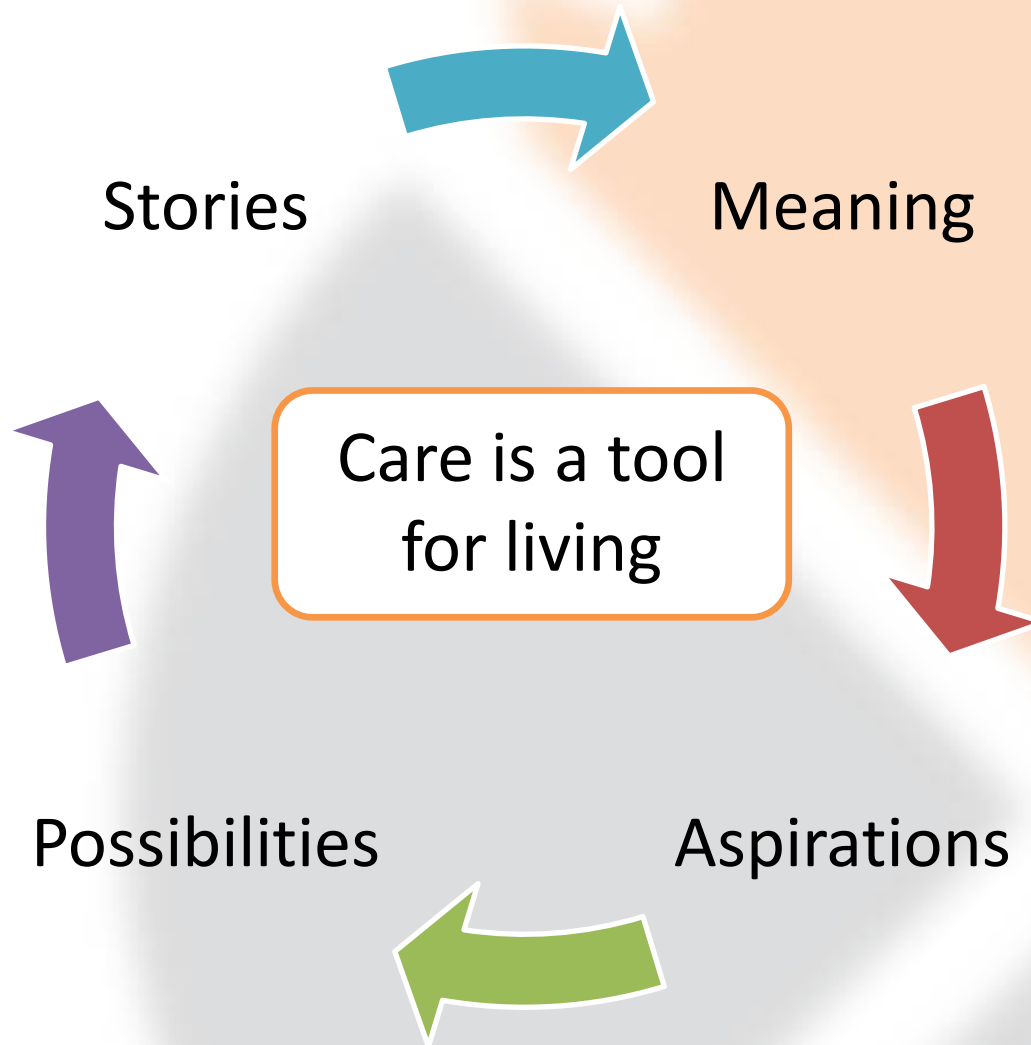 Stories
Meaning
Care is a tool
for living
Possibilities
Aspirations